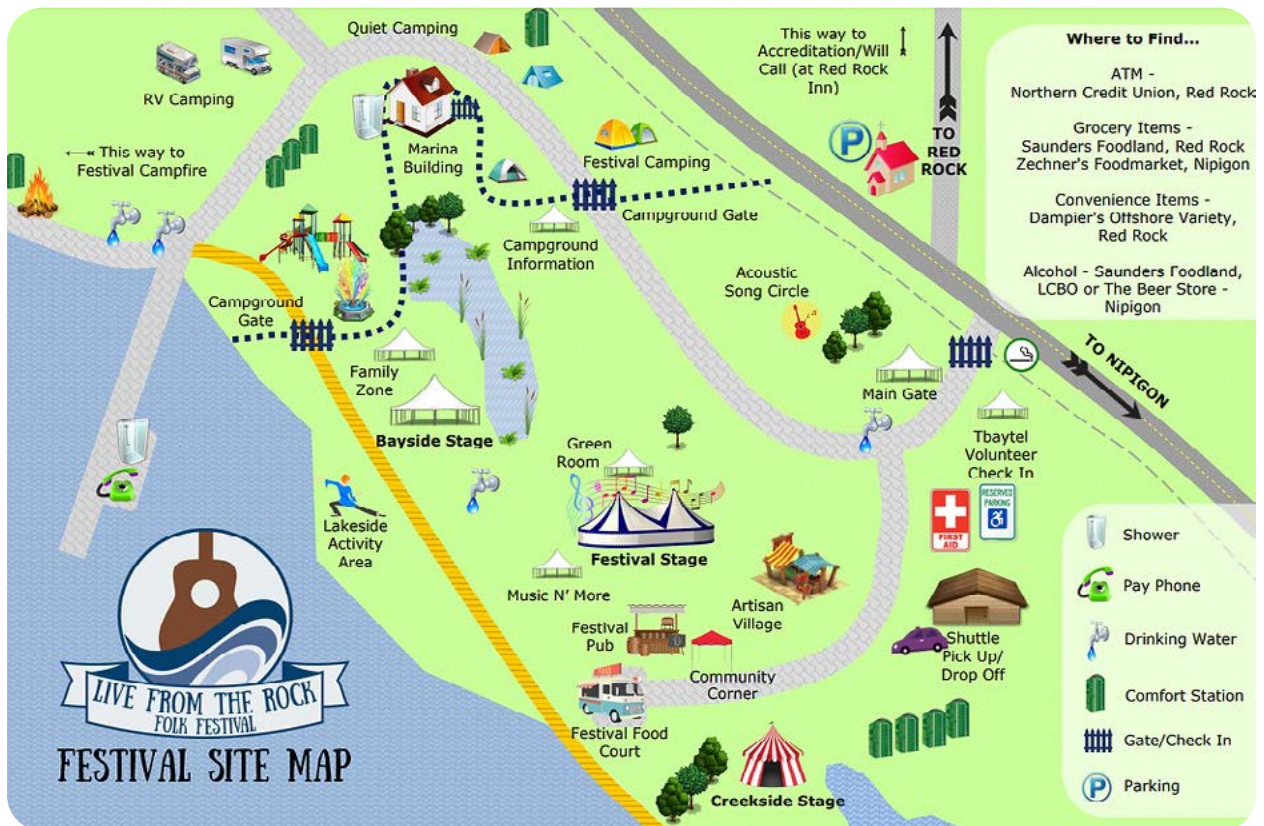 Quiet Camping
RV Camping
This way to
Festival Campfire
Marina
Building
Festival Camping
Campground Gate
Campground
Information
This way to
Accreditation/Will
Call (at Red Rock
Inn)
P
TO
RED
ROCK
Where to Find...
ATM -
Northern Credit Union, Red Rock
Grocery Items -
Saunders Foodland, Red Rock
Zechner's Foodmarket, Nipigon
Convenience Items -
Dampier's Offshore Variety,
Red Rock
Alcohol - Saunders Foodland,
LCBO or The Beer Store -
Nipigon
Campground
Gate
Family
Zone
Bayside Stage
Acoustic
Song Circle
Main Gate
TO NIPIGON
Tbaytel
Volunteer
Check In
Green
Room
Festival Stage
Lakeside
Activity
Area
Music N' More
Festival
Pub
Artisan
Village
Community
Corner
Festival Food
Court
Creekside Stage
FIRST
AID
RESERVED
PARKING
Shuttle
Pick Up/
Drop Off
LIVE FROM THE ROCK
FOLK FESTIVAL
FESTIVAL SITE MAP
Shower
Pay Phone
Drinking Water
Comfort Station
Gate/Check In
P
Parking